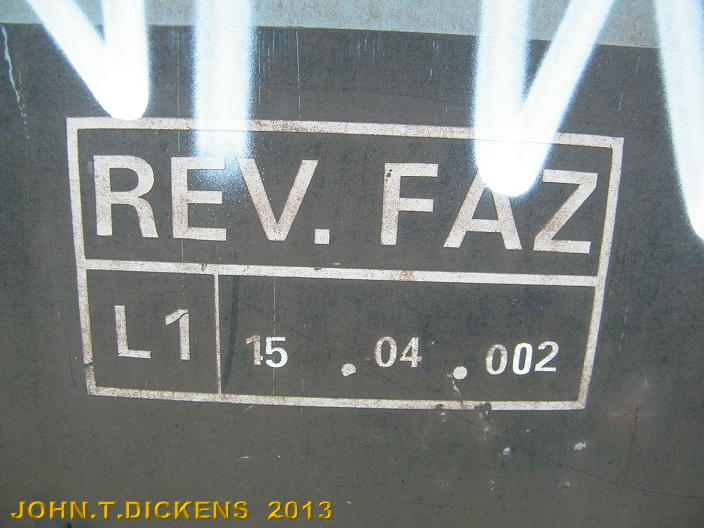 REV. FAZ
L1 15 . 04 . 002
JOHN.T.DICKENS 2013